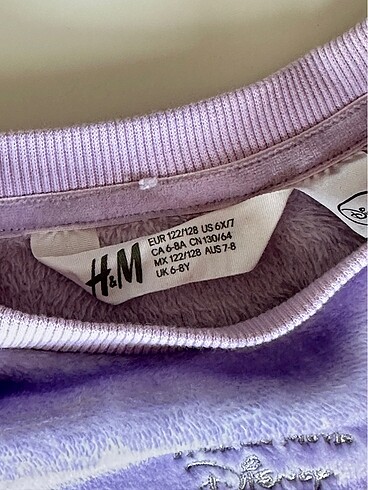 H&M
EUR 122/128 US 6X/7
CA 6-8A CN 130/64
MX 122/128 AUS 7-8
UK 6-8Y
Disney